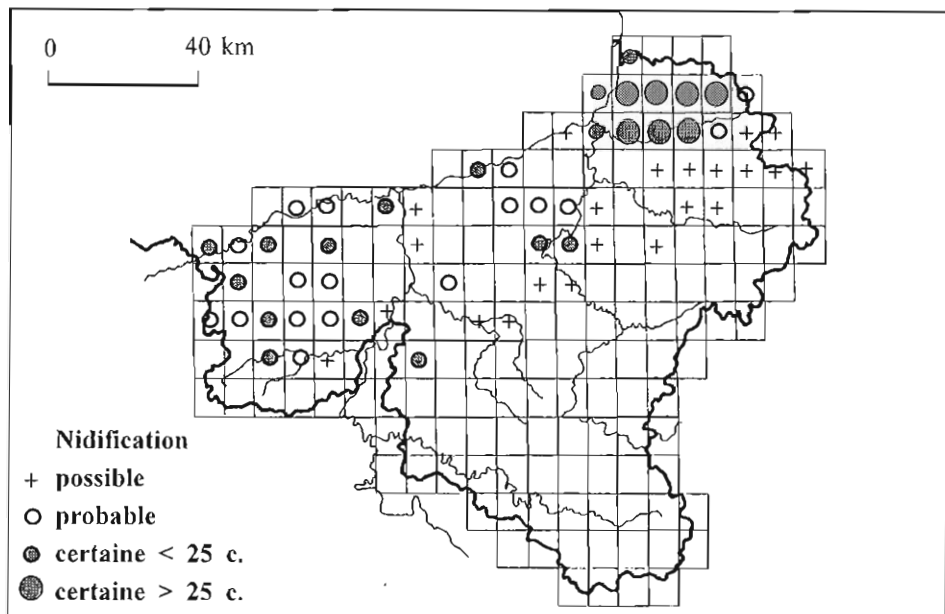 0 40 km
Nidification
+ possible
probable
certaine < 25 c.
certaine > 25 c.